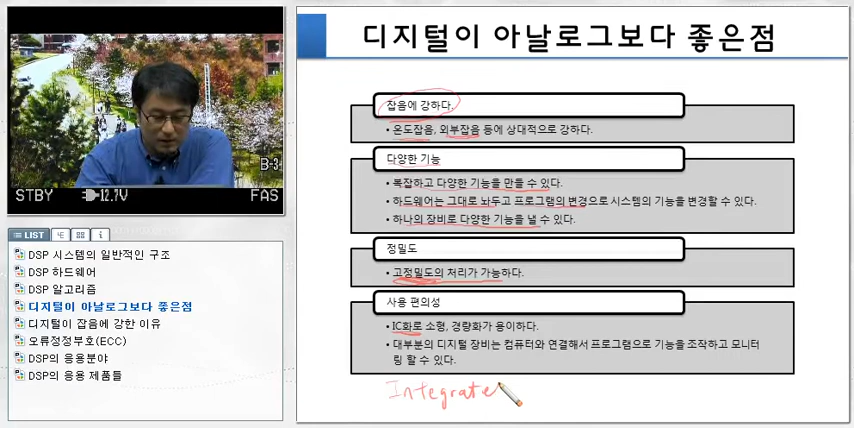 디지털이 아날로그보다 좋은점
잡음에 강하다.
• 온도잡음, 외부잡음 등에 상대적으로 강하다.
다양한 기능
• 복잡하고 다양한 기능을 만들 수 있다.
• 하드웨어는 그대로 놔두고 프로그램의 변경으로 시스템의 기능을 변경할 수 있다.
• 하나의 장비로 다양한 기능을 낼 수 있다.
정밀도
• 고정밀도의 처리가 가능하다.
사용 편의성
• IC화로 소형, 경량화가 용이하다.
• 대부분의 디지털 장비는 컴퓨터와 연결해서 프로그램으로 기능을 조작하고 모니터
링 할 수 있다.
Integrate
B-3
STBY 12.7V FAS
LIST
DSP 시스템의 일반적인 구조
DSP 하드웨어
DSP 알고리즘
디지털이 아날로그보다 좋은점
디지털이 잡음에 강한 이유
오류정정부호(ECC)
DSP의 응용분야
DSP의 응용 제품들